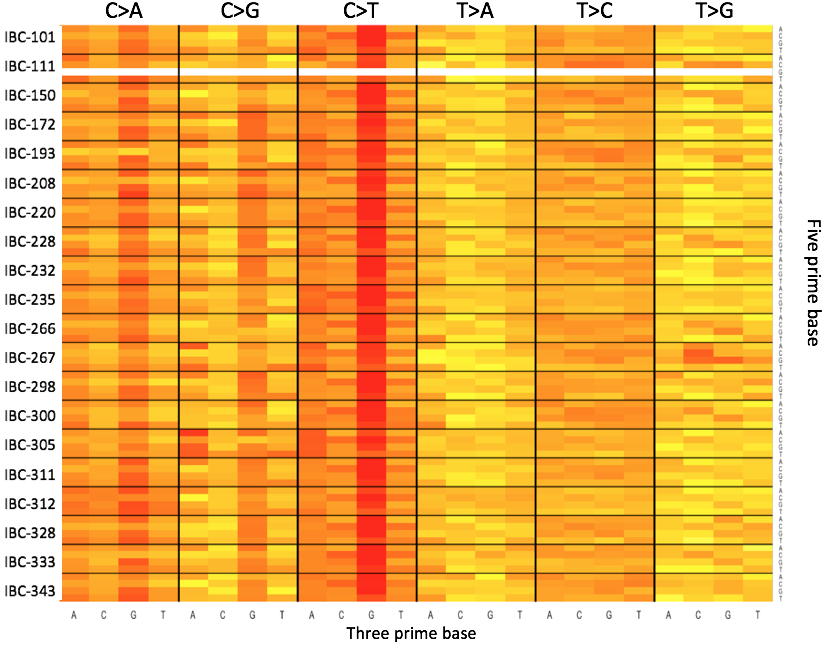 C>A C>G C>T T>A T>C T>G
IBC-101
IBC-111
IBC-150
IBC-172
IBC-193
IBC-208
IBC-220
IBC-228
IBC-232
IBC-235
IBC-266
IBC-267
IBC-298
IBC-300
IBC-305
IBC-311
IBC-312
IBC-328
IBC-333
IBC-343
A C G T A C G T A C G T A C G T A C G T A C G T
Three prime base
Five prime base